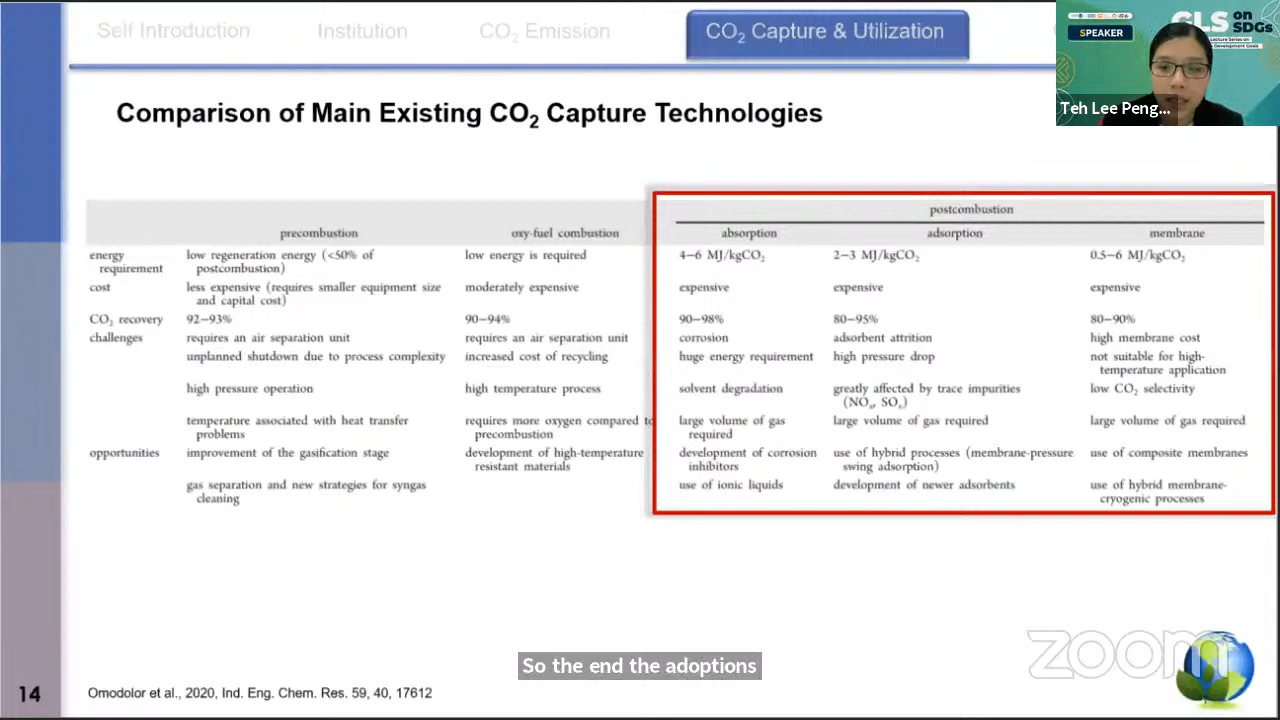 Self Introduction
Institution
CO₂ Emission
CO₂ Capture & Utilization
GLS on SDGs
Lecture Series on
Development Goals
SPEAKER
Teh Lee Peng...
Comparison of Main Existing CO₂ Capture Technologies
postcombustion
precombustion oxy-fuel combustion absorption adsorption membrane
energy requirement low regeneration energy (<50% of postcombustion) low energy is required 4–6 MJ/kgCO₂ 2–3 MJ/kgCO₂ 0.5–6 MJ/kgCO₂
cost less expensive (requires smaller equipment size and capital cost) moderately expensive expensive expensive expensive
CO₂ recovery 92–93% 90–94% 90–98% 80–95% 80–90%
challenges requires an air separation unit requires an air separation unit corrosion adsorbent attrition high membrane cost
unplanned shutdown due to process complexity increased cost of recycling huge energy requirement high pressure drop not suitable for high-temperature application
high pressure operation high temperature process solvent degradation greatly affected by trace impurities (NOₓ, SOₓ) low CO₂ selectivity
temperature associated with heat transfer problems requires more oxygen compared to precombustion large volume of gas required large volume of gas required large volume of gas required
opportunities improvement of the gasification stage development of high-temperature resistant materials development of corrosion inhibitors use of hybrid processes (membrane-pressure swing adsorption) use of composite membranes
gas separation and new strategies for syngas cleaning use of ionic liquids development of newer adsorbents use of hybrid membrane-cryogenic processes
So the end the adoptions
zoom
14
Omodolor et al., 2020, Ind. Eng. Chem. Res. 59, 40, 17612